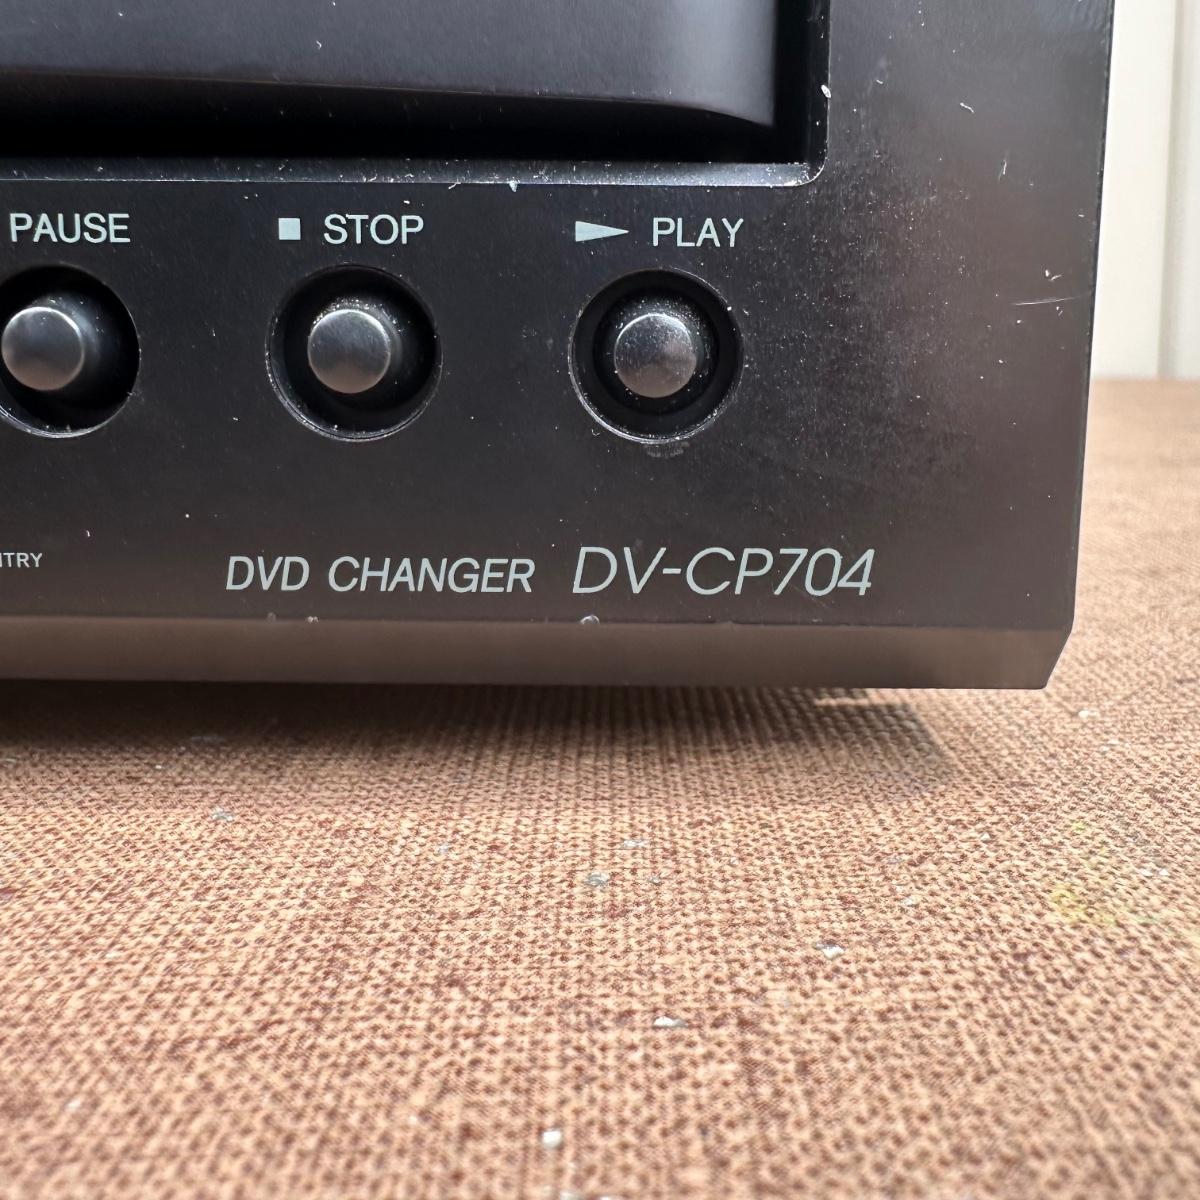 PAUSE
■ STOP
► PLAY
DVD CHANGER DV-CP704